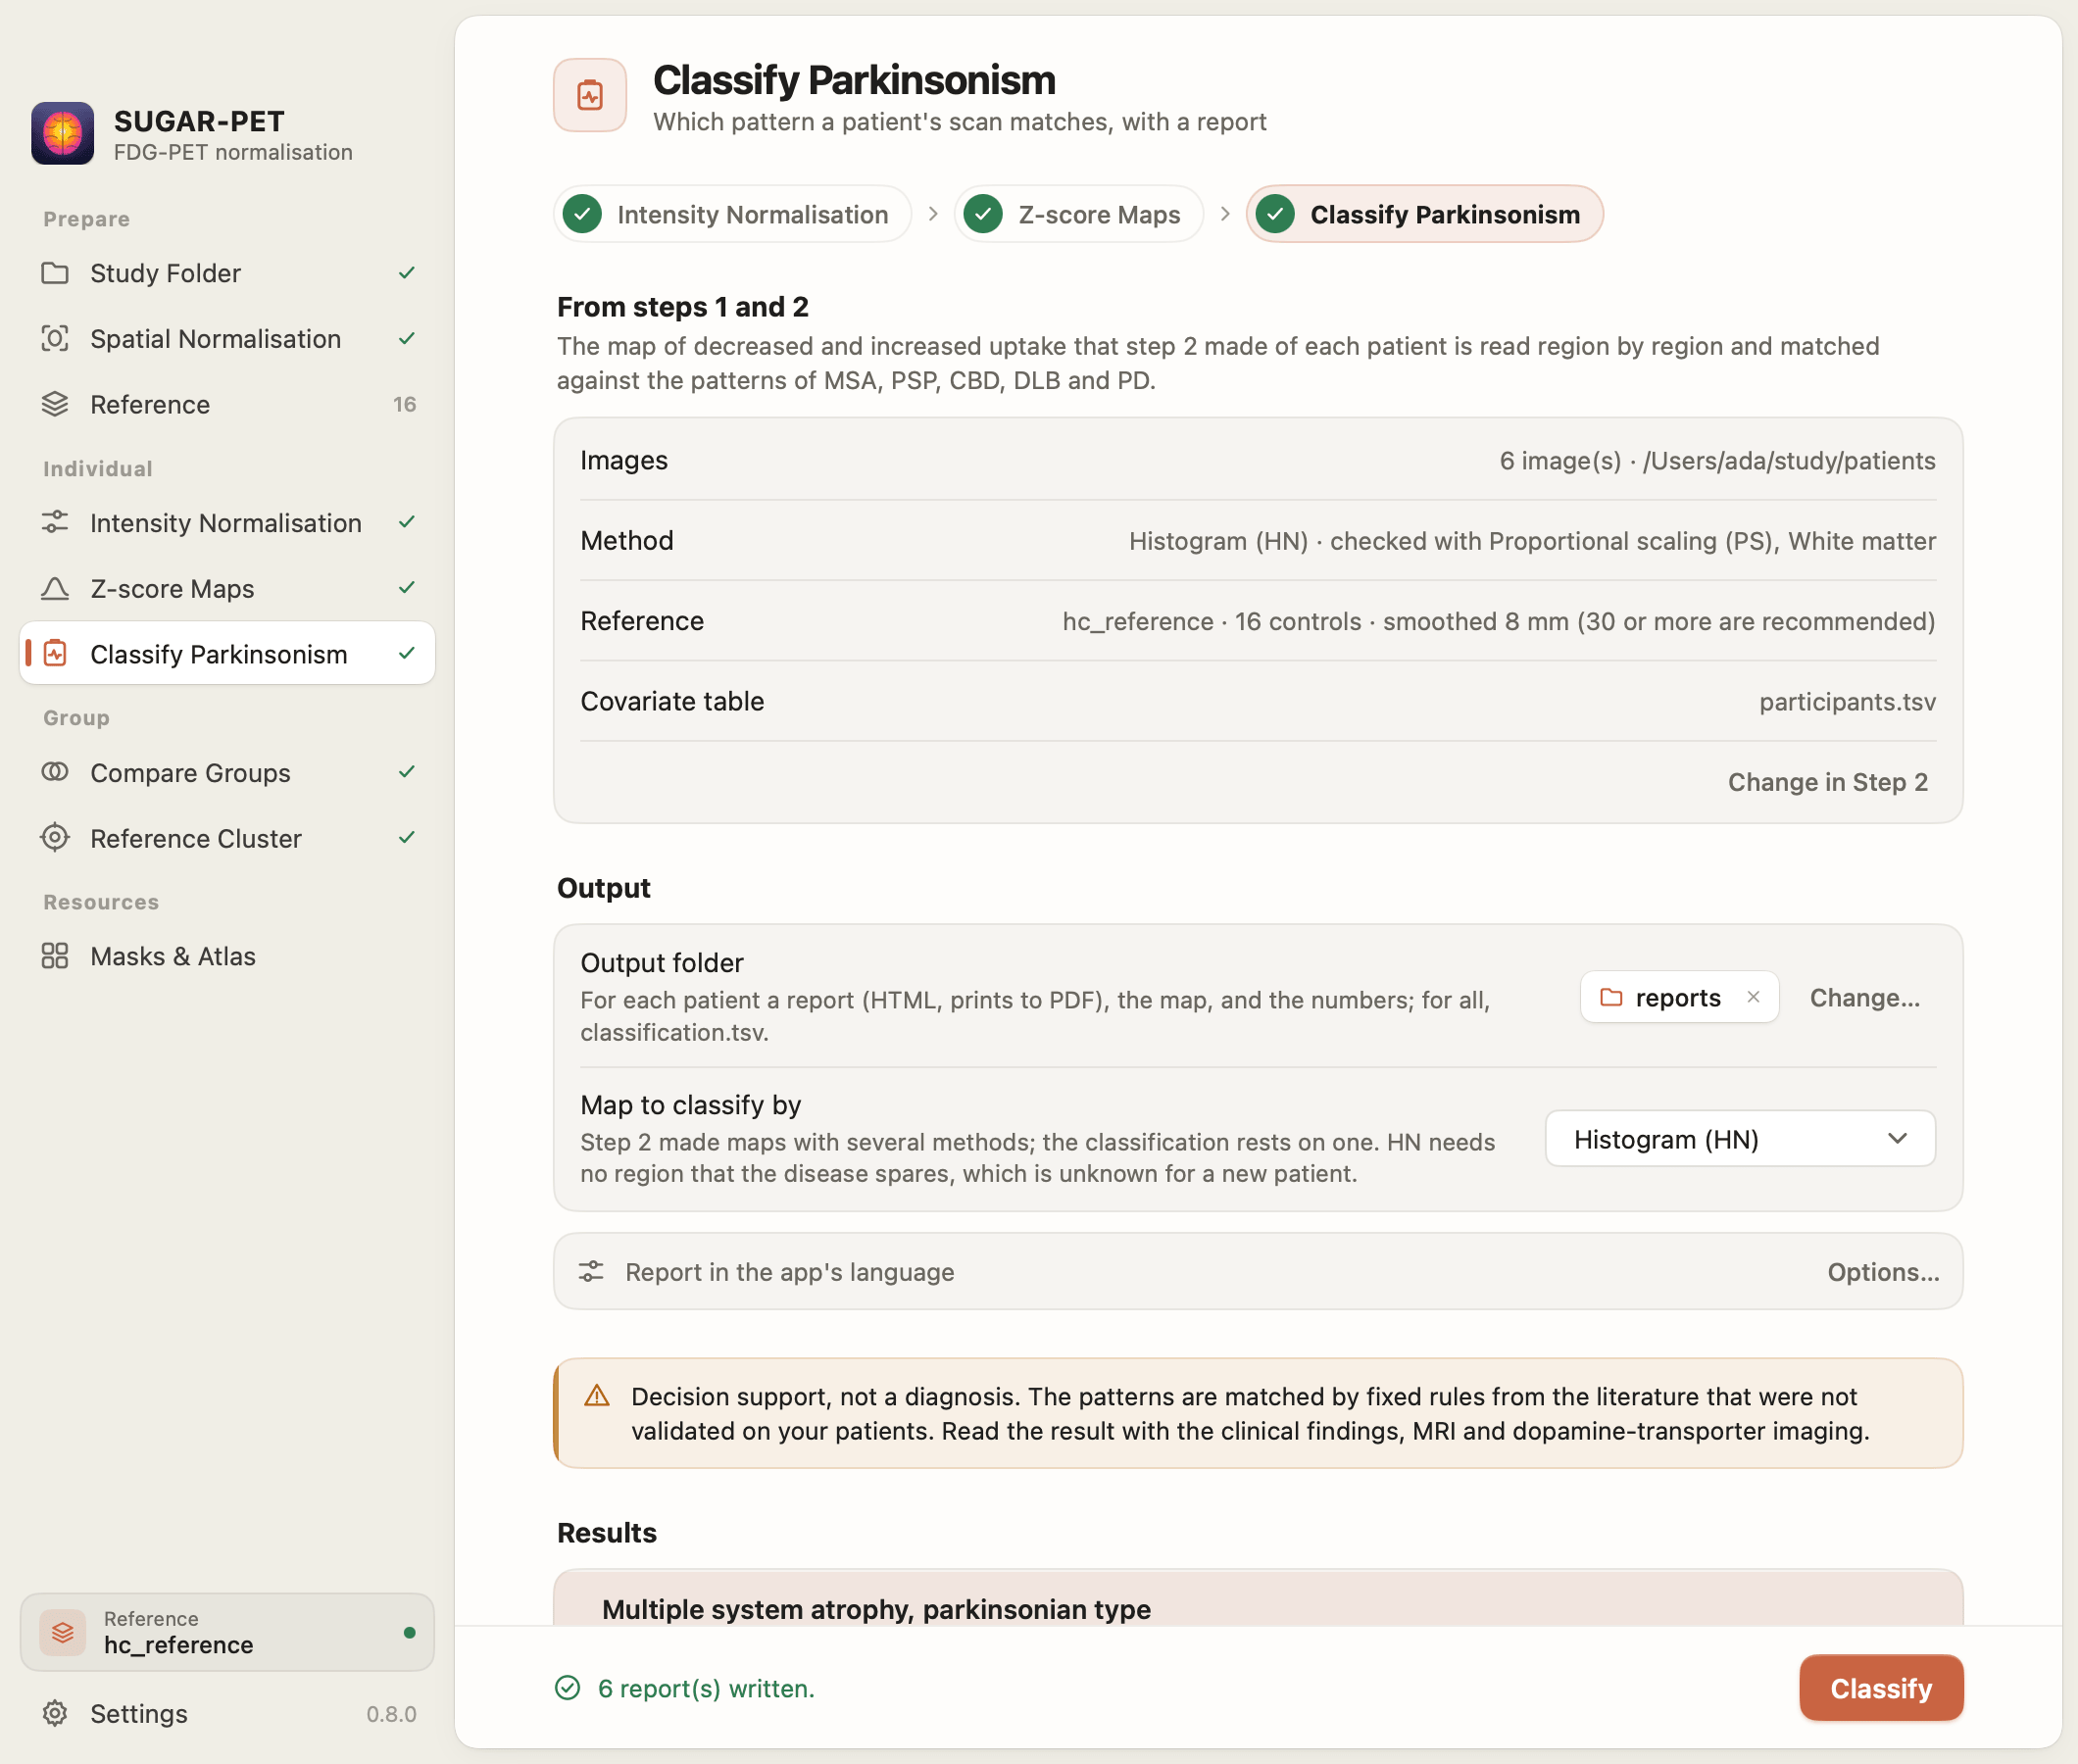 SUGAR-PET
FDG-PET normalisation
Prepare
Study Folder
Spatial Normalisation
Reference 16
Individual
Intensity Normalisation
Z-score Maps
Classify Parkinsonism
Group
Compare Groups
Reference Cluster
Resources
Masks & Atlas
Reference
hc_reference
Settings 0.8.0
Classify Parkinsonism
Which pattern a patient's scan matches, with a report
Intensity Normalisation > Z-score Maps > Classify Parkinsonism
From steps 1 and 2
The map of decreased and increased uptake that step 2 made of each patient is read region by region and matched
against the patterns of MSA, PSP, CBD, DLB and PD.
Images 6 image(s) · /Users/ada/study/patients
Method Histogram (HN) · checked with Proportional scaling (PS), White matter
Reference hc_reference · 16 controls · smoothed 8 mm (30 or more are recommended)
Covariate table participants.tsv
Change in Step 2
Output
Output folder
For each patient a report (HTML, prints to PDF), the map, and the numbers; for all,
classification.tsv.
reports × Change...
Map to classify by
Step 2 made maps with several methods; the classification rests on one. HN needs
no region that the disease spares, which is unknown for a new patient.
Histogram (HN)
Report in the app's language Options...
Decision support, not a diagnosis. The patterns are matched by fixed rules from the literature that were not
validated on your patients. Read the result with the clinical findings, MRI and dopamine-transporter imaging.
Results
Multiple system atrophy, parkinsonian type
6 report(s) written.
Classify